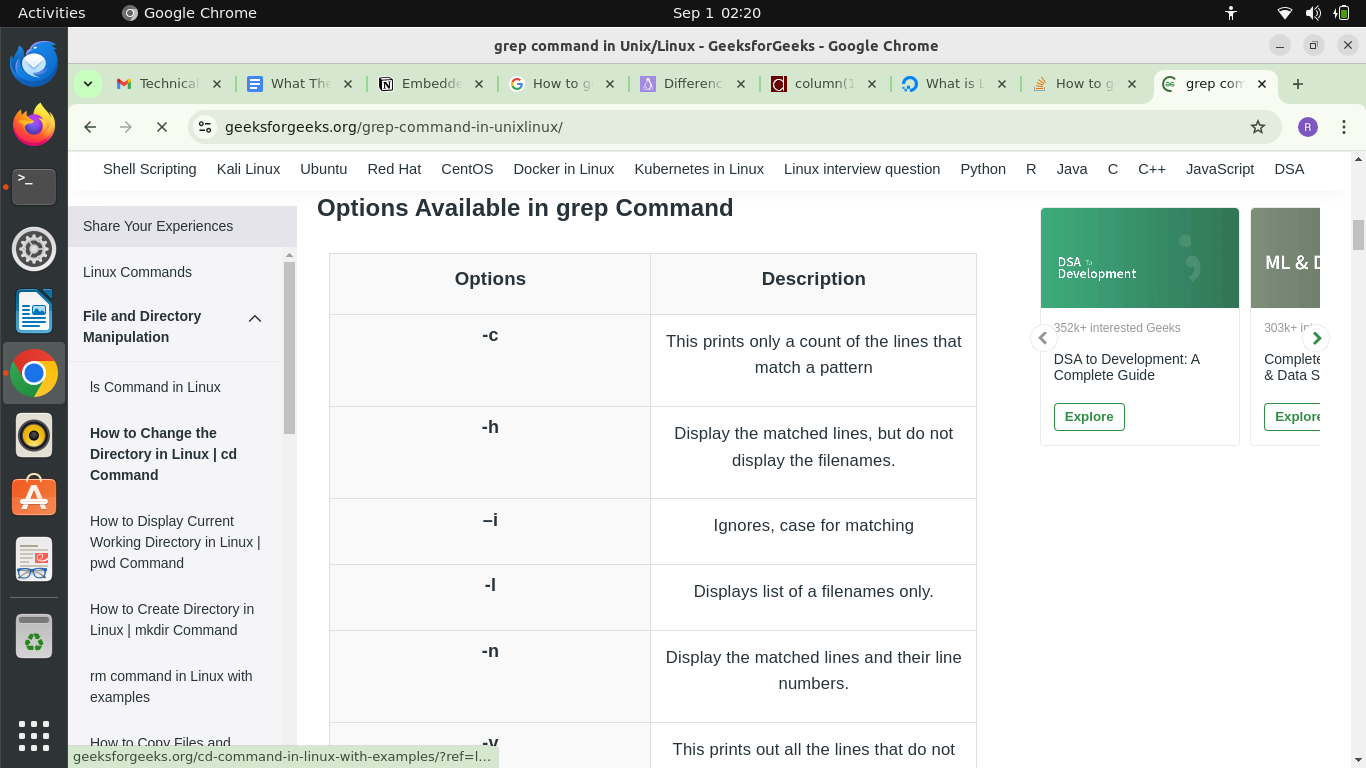 Activities
Google Chrome
Sep 1 02:20
grep command in Unix/Linux - GeeksforGeeks - Google Chrome
Technical
What The
Embedde
How to g
Differenc
column(1
What is L
How to g
grep com
geeksforgeeks.org/grep-command-in-unixlinux/
R
Shell Scripting
Kali Linux
Ubuntu
Red Hat
CentOS
Docker in Linux
Kubernetes in Linux
Linux interview question
Python
R
Java
C
C++
JavaScript
DSA
Share Your Experiences
Linux Commands
File and Directory
Manipulation
ls Command in Linux
How to Change the
Directory in Linux | cd
Command
How to Display Current
Working Directory in Linux |
pwd Command
How to Create Directory in
Linux | mkdir Command
rm command in Linux with
examples
How to Copy Files and
geeksforgeeks.org/cd-command-in-linux-with-examples/?ref=l...
Options Available in grep Command
Options
Description
-c
This prints only a count of the lines that
match a pattern
-h
Display the matched lines, but do not
display the filenames.
–i
Ignores, case for matching
-l
Displays list of a filenames only.
-n
Display the matched lines and their line
numbers.
-v
This prints out all the lines that do not
DSA To
Development
352k+ interested Geeks
DSA to Development: A
Complete Guide
Explore
ML & D
303k+ int
Complete
& Data S
Explore